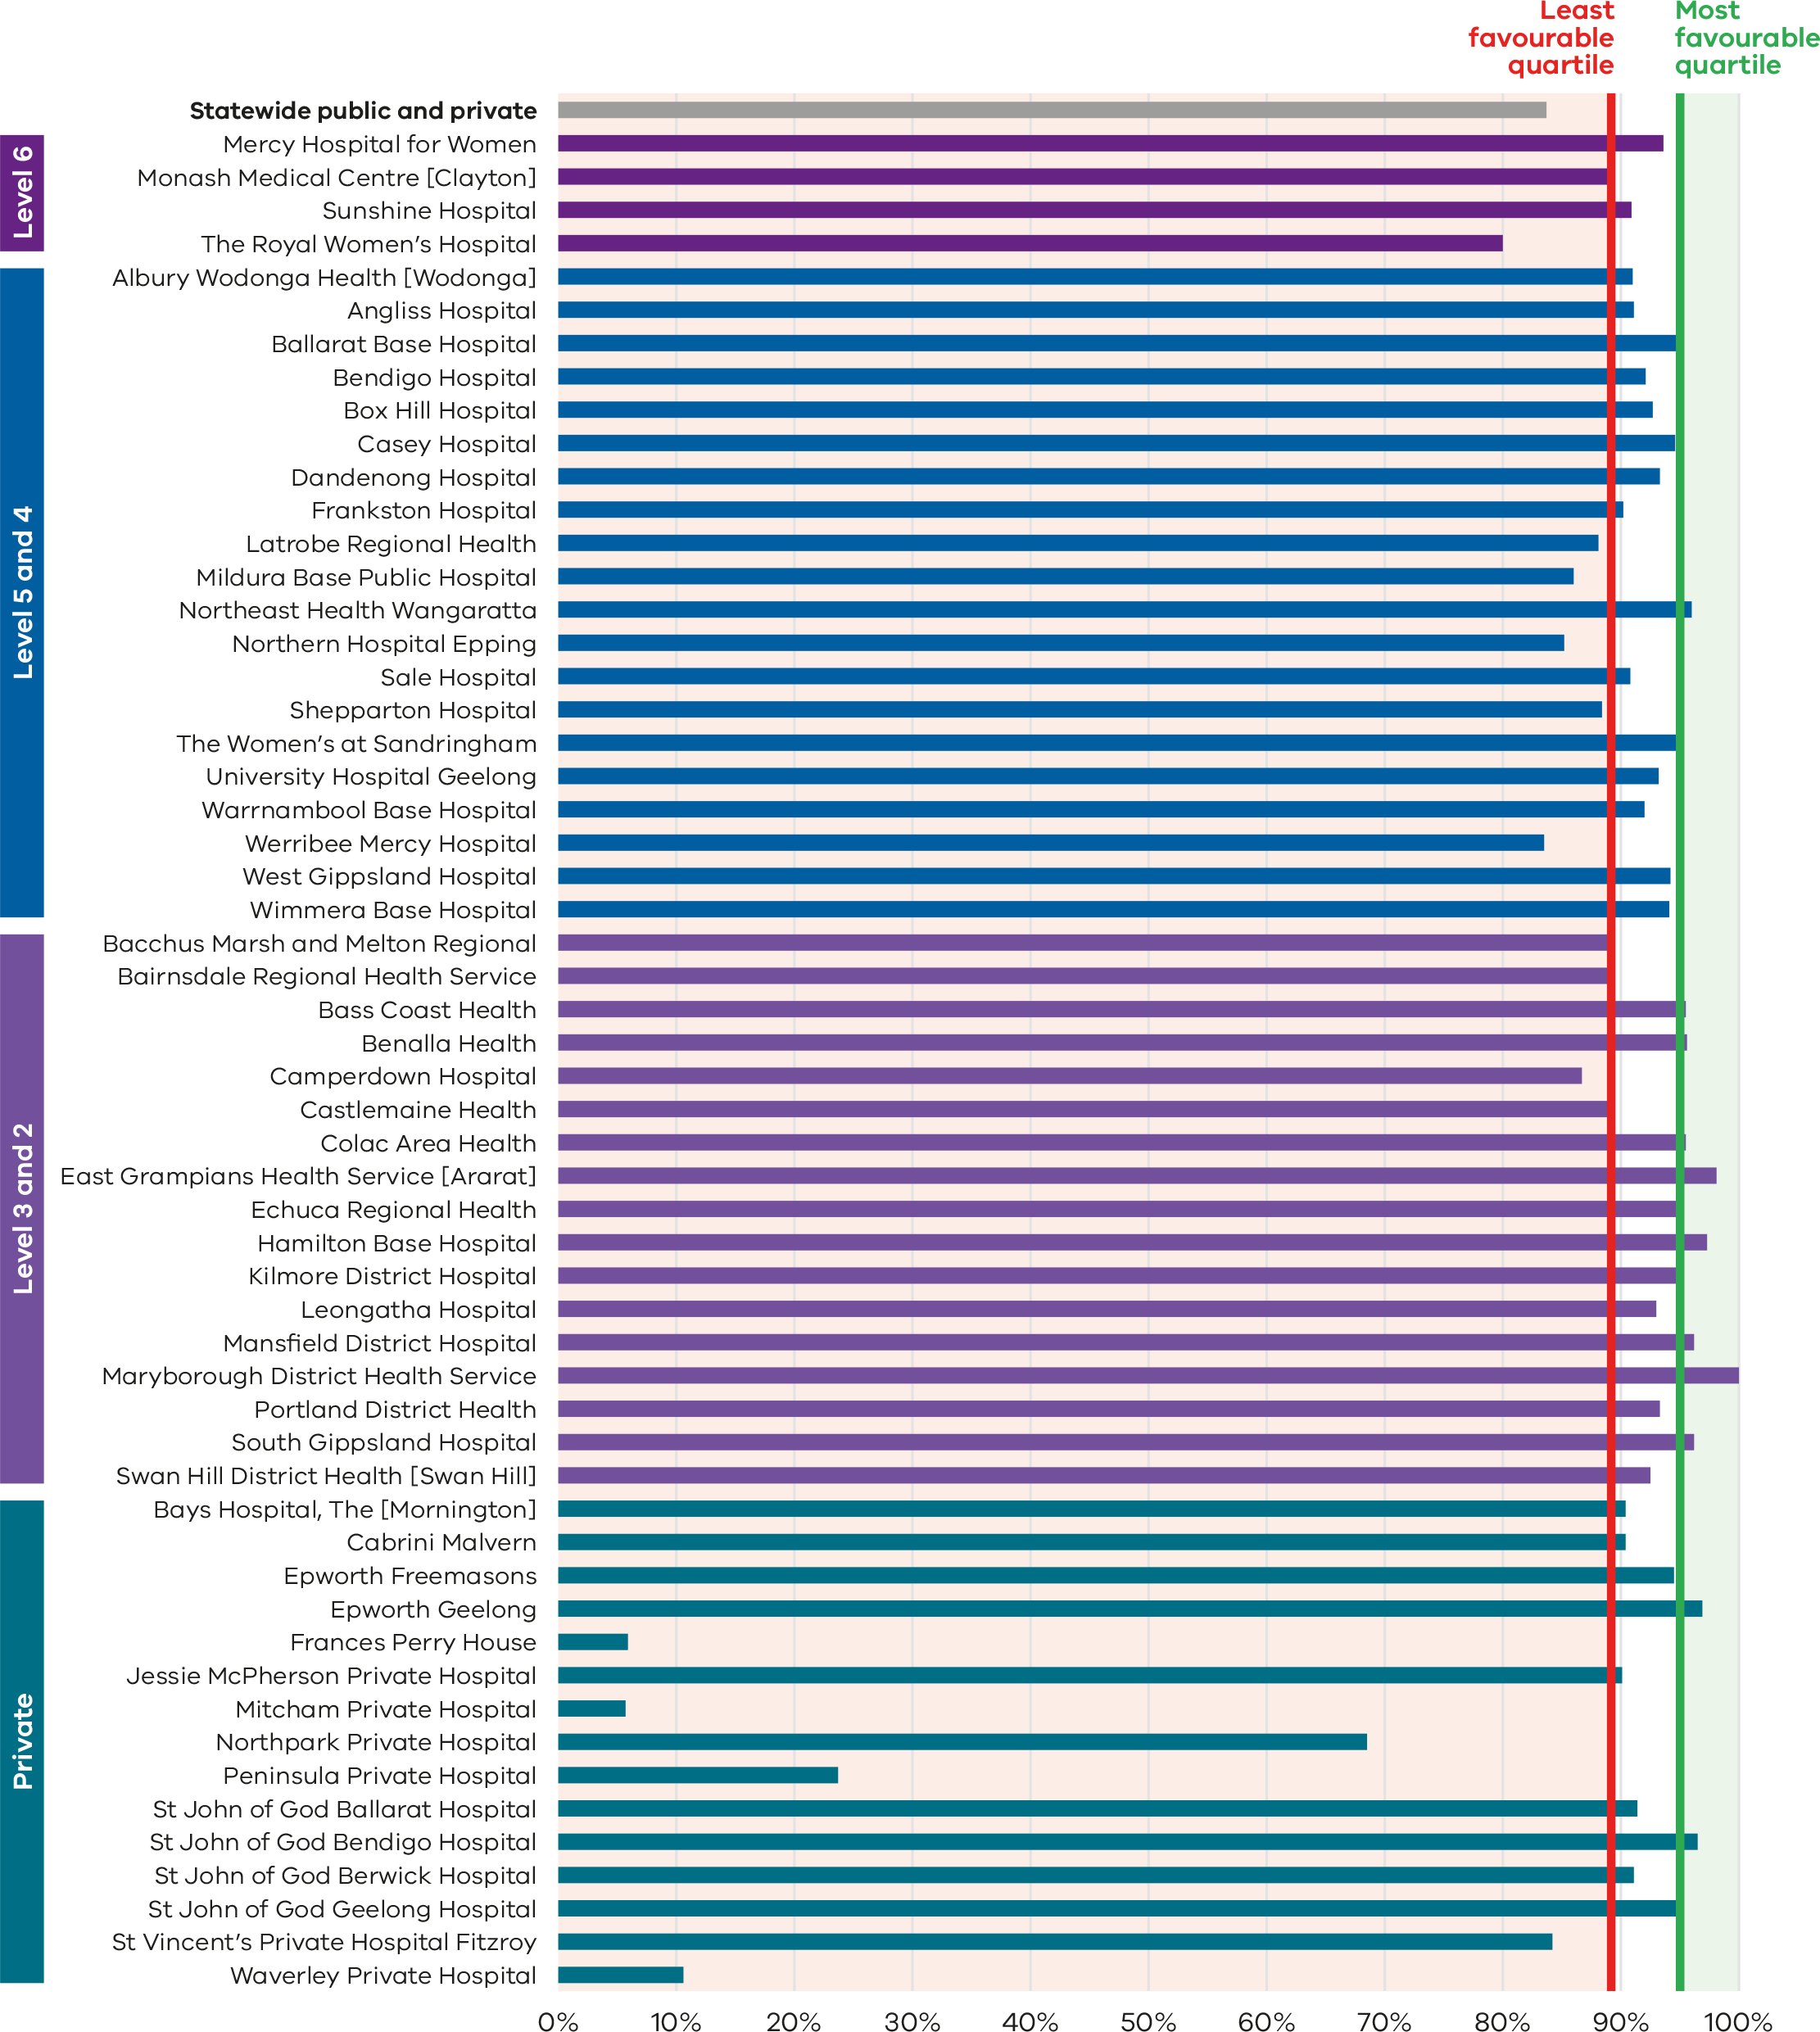 Least
favourable
quartile
Most
favourable
quartile
Statewide public and private
Level 6
Mercy Hospital for Women
Monash Medical Centre [Clayton]
Sunshine Hospital
The Royal Women’s Hospital
Level 5 and 4
Albury Wodonga Health [Wodonga]
Angliss Hospital
Ballarat Base Hospital
Bendigo Hospital
Box Hill Hospital
Casey Hospital
Dandenong Hospital
Frankston Hospital
Latrobe Regional Health
Mildura Base Public Hospital
Northeast Health Wangaratta
Northern Hospital Epping
Sale Hospital
Shepparton Hospital
The Women’s at Sandringham
University Hospital Geelong
Warrnambool Base Hospital
Werribee Mercy Hospital
West Gippsland Hospital
Wimmera Base Hospital
Level 3 and 2
Bacchus Marsh and Melton Regional
Bairnsdale Regional Health Service
Bass Coast Health
Benalla Health
Camperdown Hospital
Castlemaine Health
Colac Area Health
East Grampians Health Service [Ararat]
Echuca Regional Health
Hamilton Base Hospital
Kilmore District Hospital
Leongatha Hospital
Mansfield District Hospital
Maryborough District Health Service
Portland District Health
South Gippsland Hospital
Swan Hill District Health [Swan Hill]
Private
Bays Hospital, The [Mornington]
Cabrini Malvern
Epworth Freemasons
Epworth Geelong
Frances Perry House
Jessie McPherson Private Hospital
Mitcham Private Hospital
Northpark Private Hospital
Peninsula Private Hospital
St John of God Ballarat Hospital
St John of God Bendigo Hospital
St John of God Berwick Hospital
St John of God Geelong Hospital
St Vincent’s Private Hospital Fitzroy
Waverley Private Hospital
0% 10% 20% 30% 40% 50% 60% 70% 80% 90% 100%